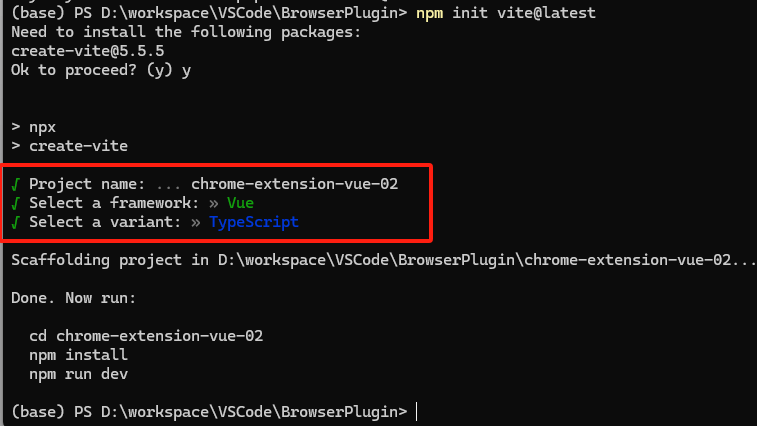 (base) PS D:\workspace\VSCode\BrowserPlugin> npm init vite@latest
Need to install the following packages:
create-vite@5.5.5
Ok to proceed? (y) y
> npx
> create-vite
√ Project name: ... chrome-extension-vue-02
√ Select a framework: » Vue
√ Select a variant: » TypeScript
Scaffolding project in D:\workspace\VSCode\BrowserPlugin\chrome-extension-vue-02...
Done. Now run:
cd chrome-extension-vue-02
npm install
npm run dev
(base) PS D:\workspace\VSCode\BrowserPlugin>